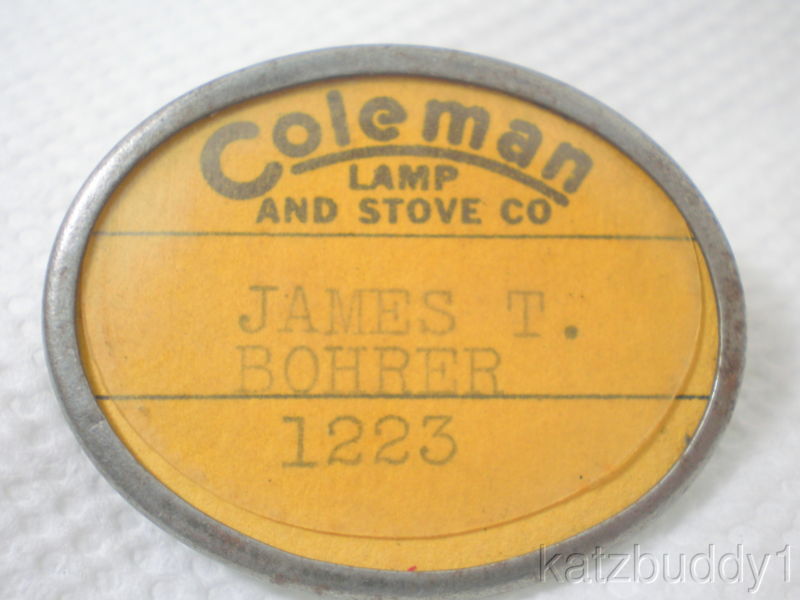 Coleman
LAMP
AND STOVE CO
JAMES T.
BOHRER
1223
katzbuddy1